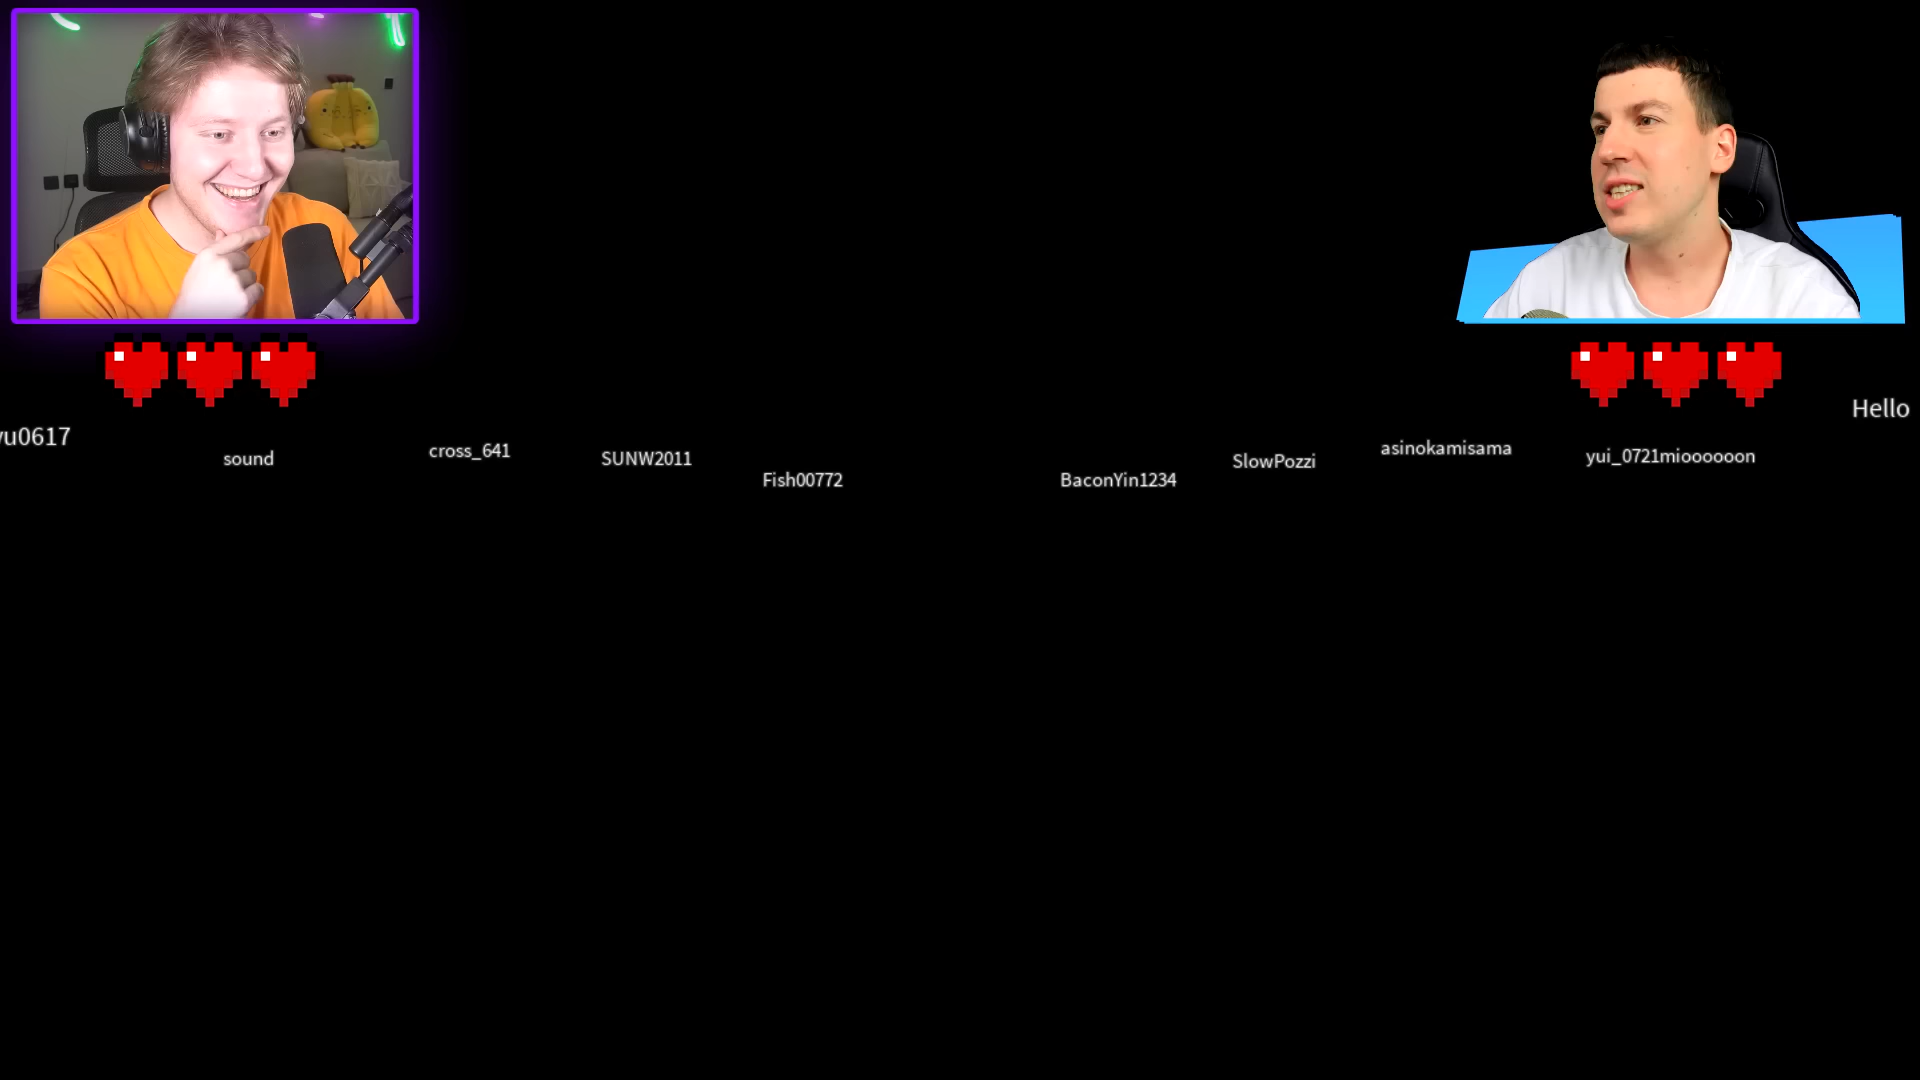 Hello
yu0617
sound
cross_641
SUNW2011
Fish00772
BaconYin1234
SlowPozzi
asinokamisama
yui_0721mioooooon